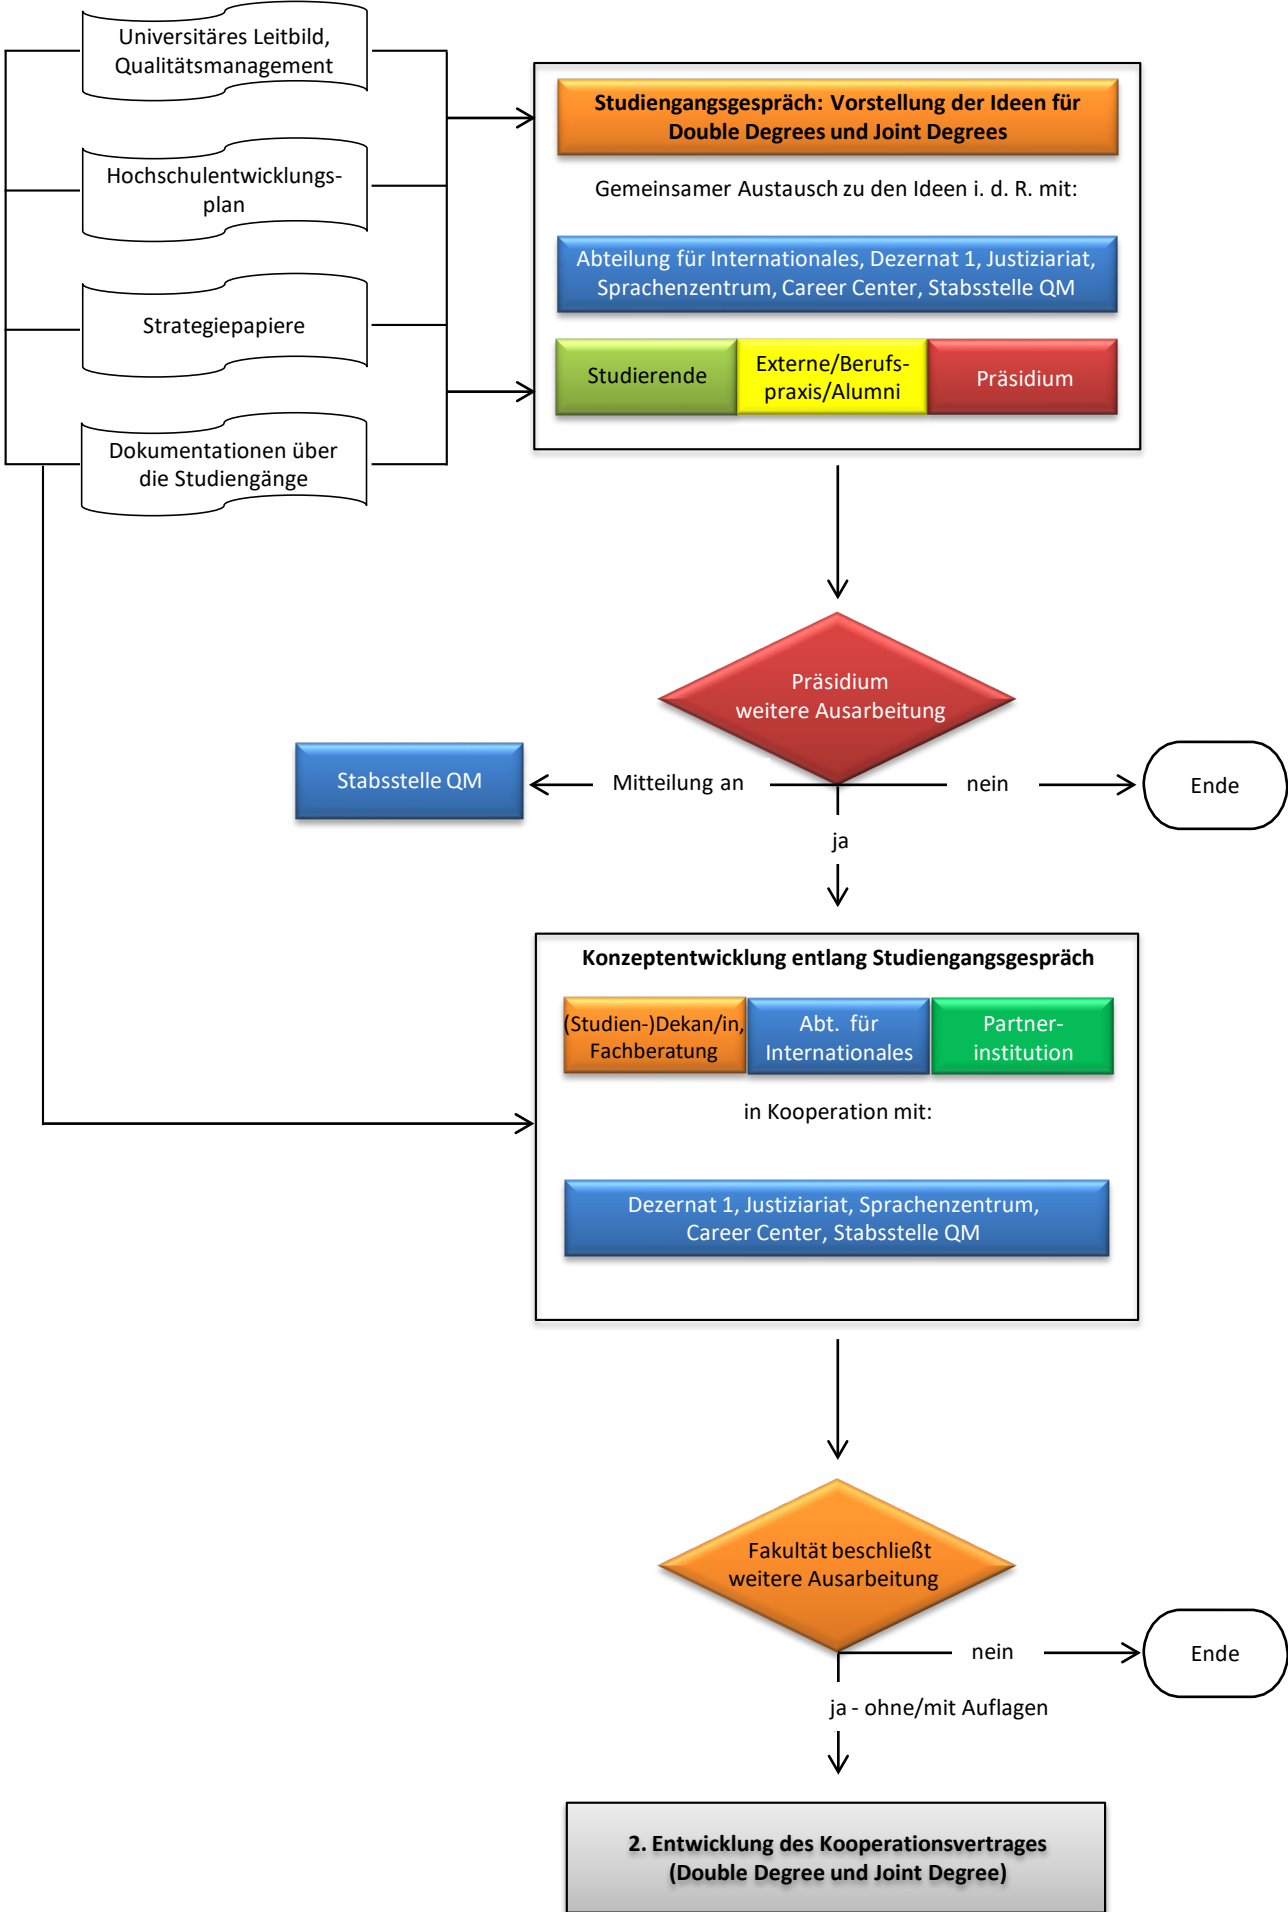 Universitäres Leitbild,
Qualitätsmanagement
Hochschulentwicklungs-
plan
Strategiepapiere
Dokumentationen über
die Studiengänge
Studiengangsgespräch: Vorstellung der Ideen für
Double Degrees und Joint Degrees
Gemeinsamer Austausch zu den Ideen i. d. R. mit:
Abteilung für Internationales, Dezernat 1, Justiziariat,
Sprachenzentrum, Career Center, Stabsstelle QM
Studierende
Externe/Berufs-
praxis/Alumni
Präsidium
Präsidium
weitere Ausarbeitung
Stabsstelle QM
Mitteilung an
nein
Ende
ja
Konzeptentwicklung entlang Studiengangsgespräch
(Studien-)Dekan/in,
Fachberatung
Abt. für
Internationales
Partner-
institution
in Kooperation mit:
Dezernat 1, Justiziariat, Sprachenzentrum,
Career Center, Stabsstelle QM
Fakultät beschließt
weitere Ausarbeitung
nein
Ende
ja - ohne/mit Auflagen
2. Entwicklung des Kooperationsvertrages
(Double Degree und Joint Degree)